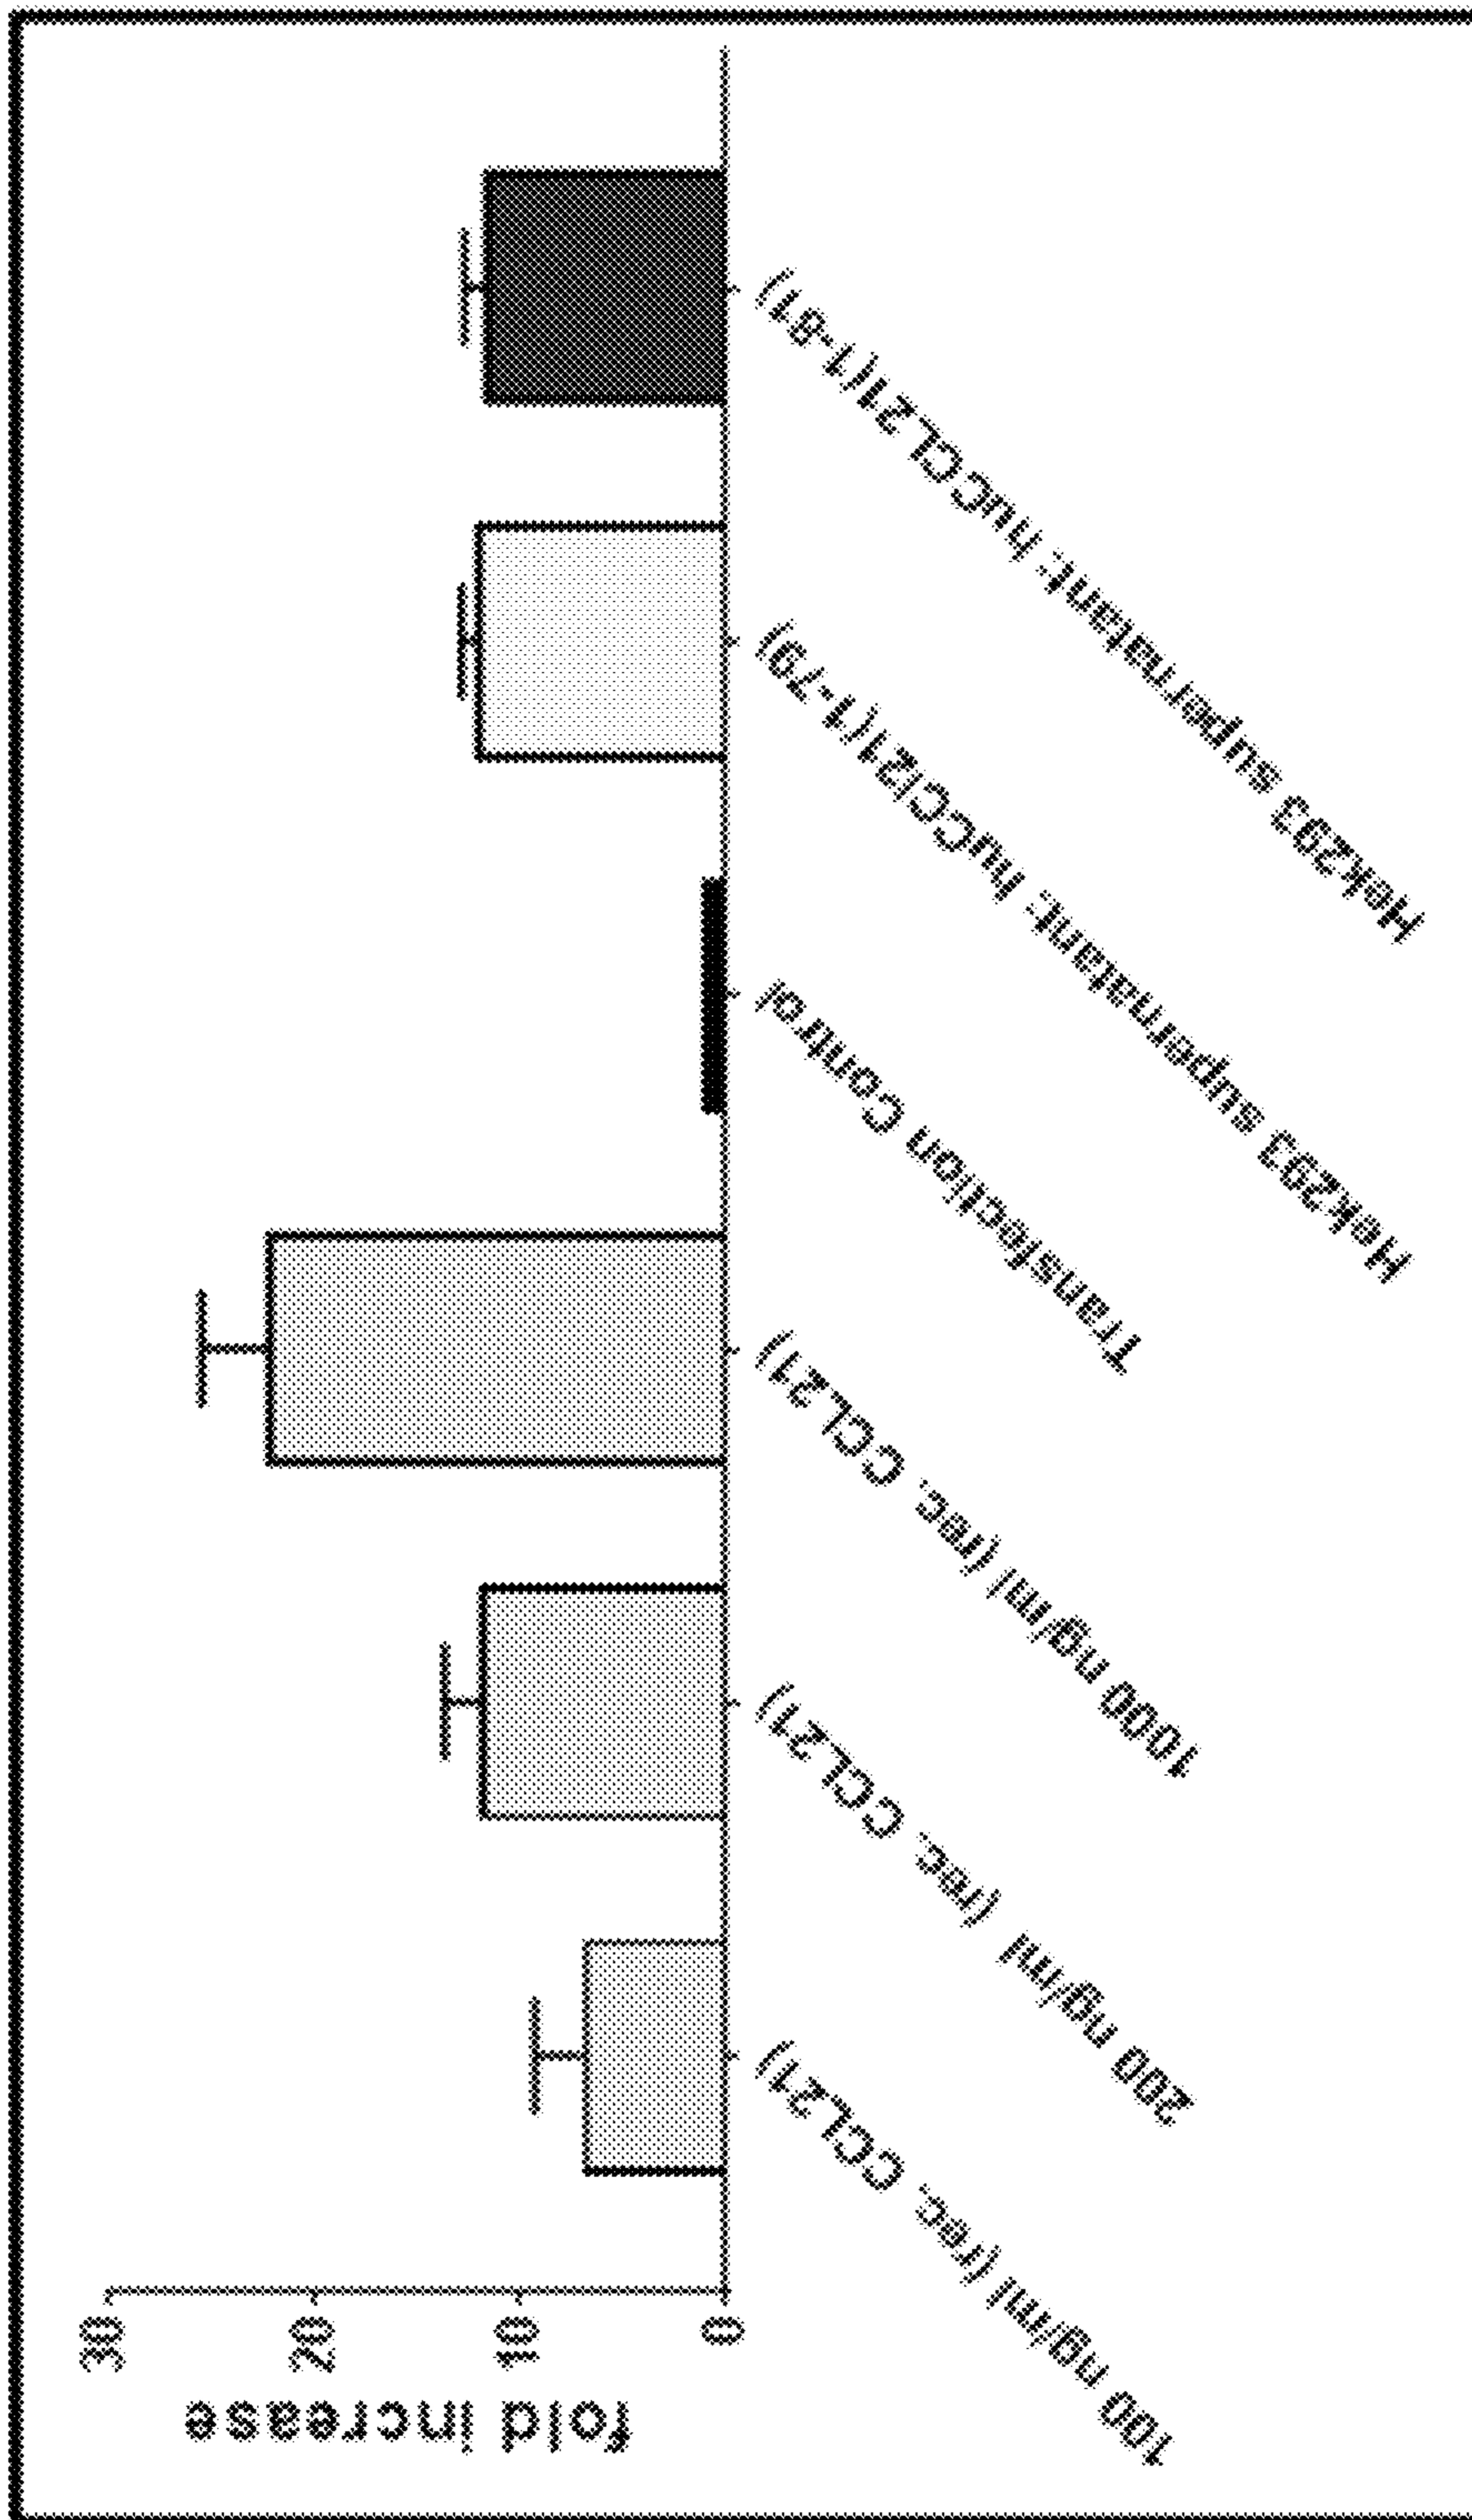 fold increase
30
20
10
0
100 ng/ml (rec. CCL21)
200 ng/ml (rec. CCL21)
1000 ng/ml (rec. CCL21)
Transfection Control
Hek293 supernatant: huCCl21(1-79)
Hek293 supernatant: huCCL21(1-81)